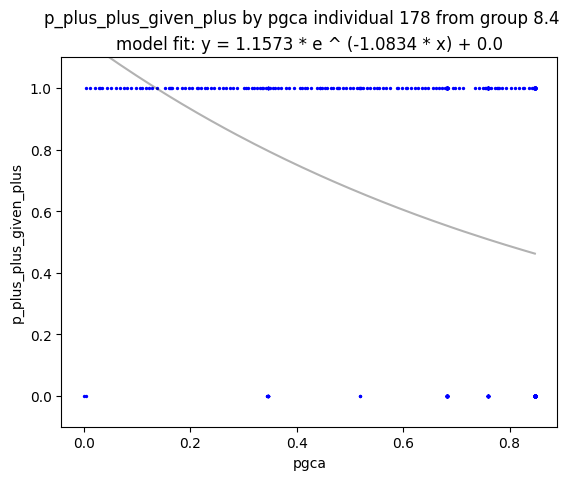 p_plus_plus_given_plus by pgca individual 178 from group 8.4
model fit: y = 1.1573 * e ^ (-1.0834 * x) + 0.0
p_plus_plus_given_plus
1.0
0.8
0.6
0.4
0.2
0.0
0.0 0.2 0.4 0.6 0.8
pgca